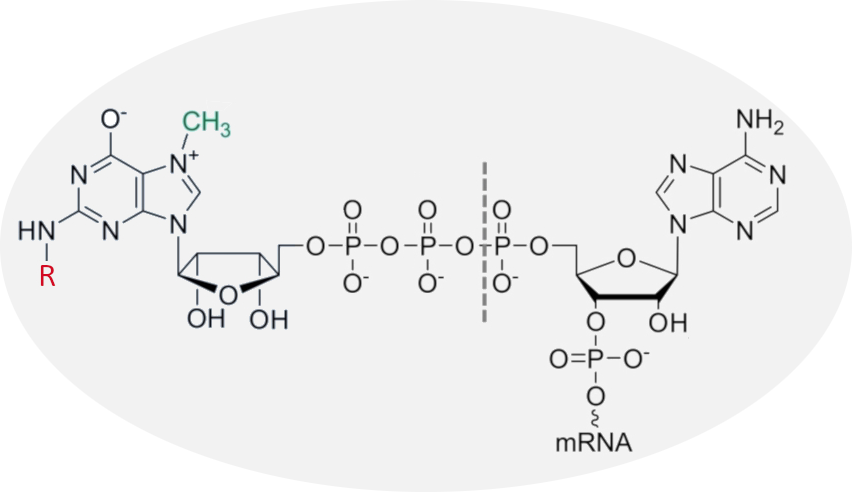 O⁻ CH₃ NH₂
N N⁺ N N
HN N N N N
R
O O O
O P O P O P O O
O⁻ O⁻ O⁻
O
OH OH O OH
O=P–O⁻
O
mRNA